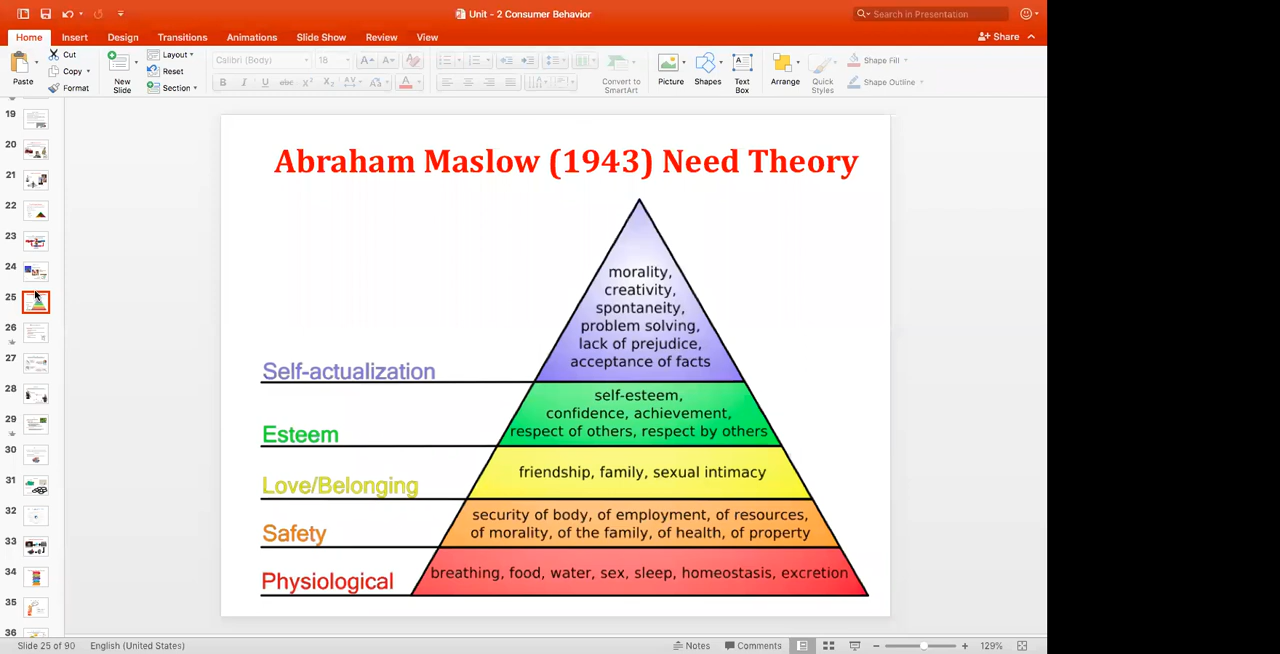 Unit - 2 Consumer Behavior
Search in Presentation
Home Insert Design Transitions Animations Slide Show Review View Share
Paste
Cut
Copy
Format
New Slide
Layout
Reset
Section
Calibri (Body) 18
B I U abc X² X₂ AV Aa A
Convert to SmartArt
Picture
Shapes
Text Box
Arrange
Quick Styles
Shape Fill
Shape Outline
19
20
21
22
23
24
25
26
27
28
29
30
31
32
33
34
35
36
Abraham Maslow (1943) Need Theory
morality,
creativity,
spontaneity,
problem solving,
lack of prejudice,
acceptance of facts
Self-actualization
self-esteem,
confidence, achievement,
respect of others, respect by others
Esteem
friendship, family, sexual intimacy
Love/Belonging
security of body, of employment, of resources,
of morality, of the family, of health, of property
Safety
breathing, food, water, sex, sleep, homeostasis, excretion
Physiological
Slide 25 of 90 English (United States) Notes Comments 129%